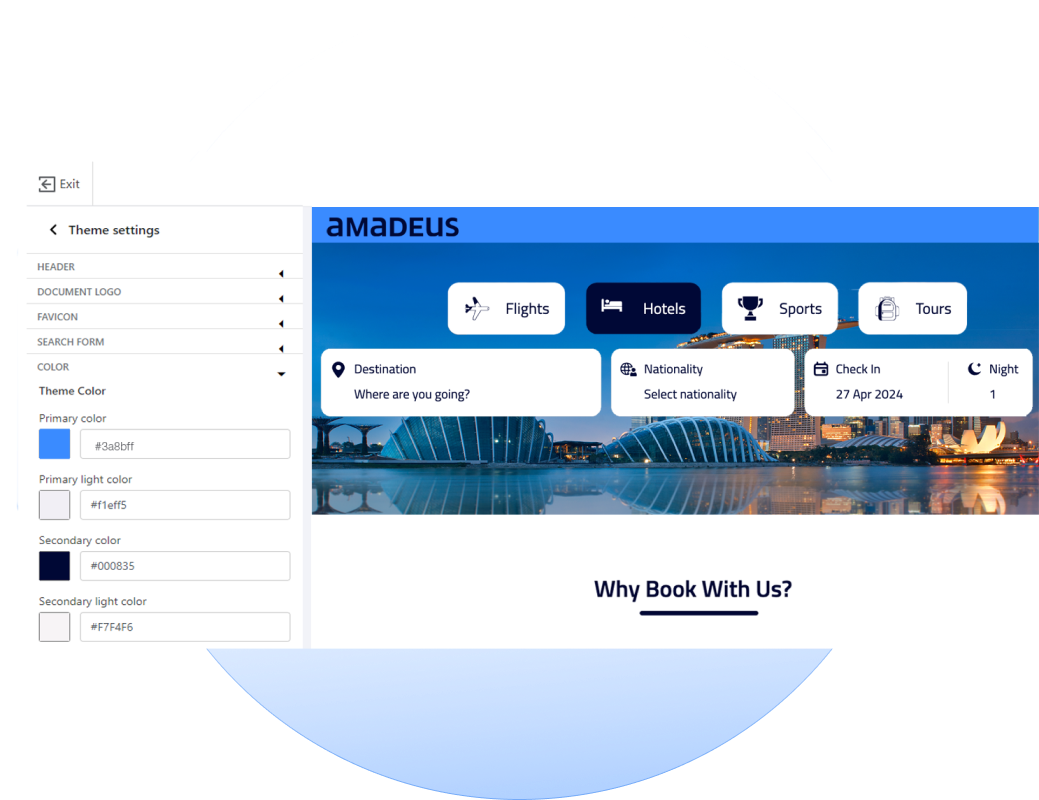 Exit
Theme settings
HEADER
DOCUMENT LOGO
FAVICON
SEARCH FORM
COLOR
Theme Color
Primary color
#3a8bff
Primary light color
#f1eff5
Secondary color
#000835
Secondary light color
#F7F4F6
aMaDEUS
Flights
Hotels
Sports
Tours
Destination
Where are you going?
Nationality
Select nationality
Check In
27 Apr 2024
Night
1
Why Book With Us?